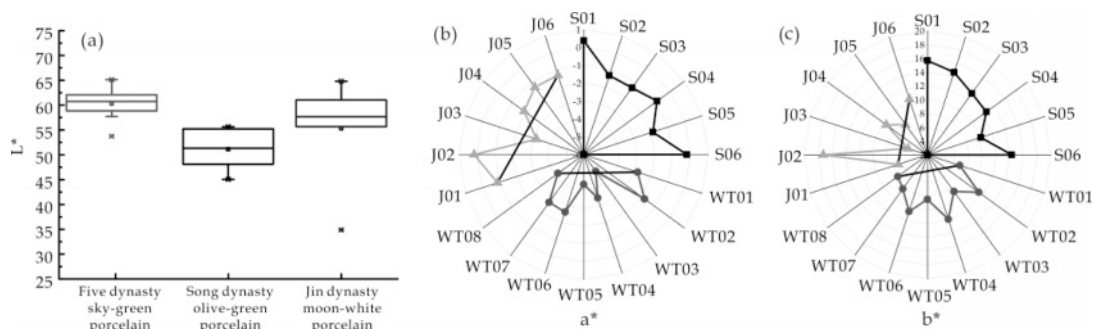 (a)
L*
75
70
65
60
55
50
45
40
35
30
25
Five dynasty
sky-green
porcelain
Song dynasty
olive-green
porcelain
Jin dynasty
moon-white
porcelain
(b)
S01
S02
S03
S04
S05
S06
WT01
WT02
WT03
WT04
WT05
WT06
WT07
WT08
J01
J02
J03
J04
J05
J06
1
0
-1
-2
-3
-4
-5
a*
(c)
S01
S02
S03
S04
S05
S06
WT01
WT02
WT03
WT04
WT05
WT06
WT07
WT08
J01
J02
J03
J04
J05
J06
20
18
16
14
12
10
8
6
b*